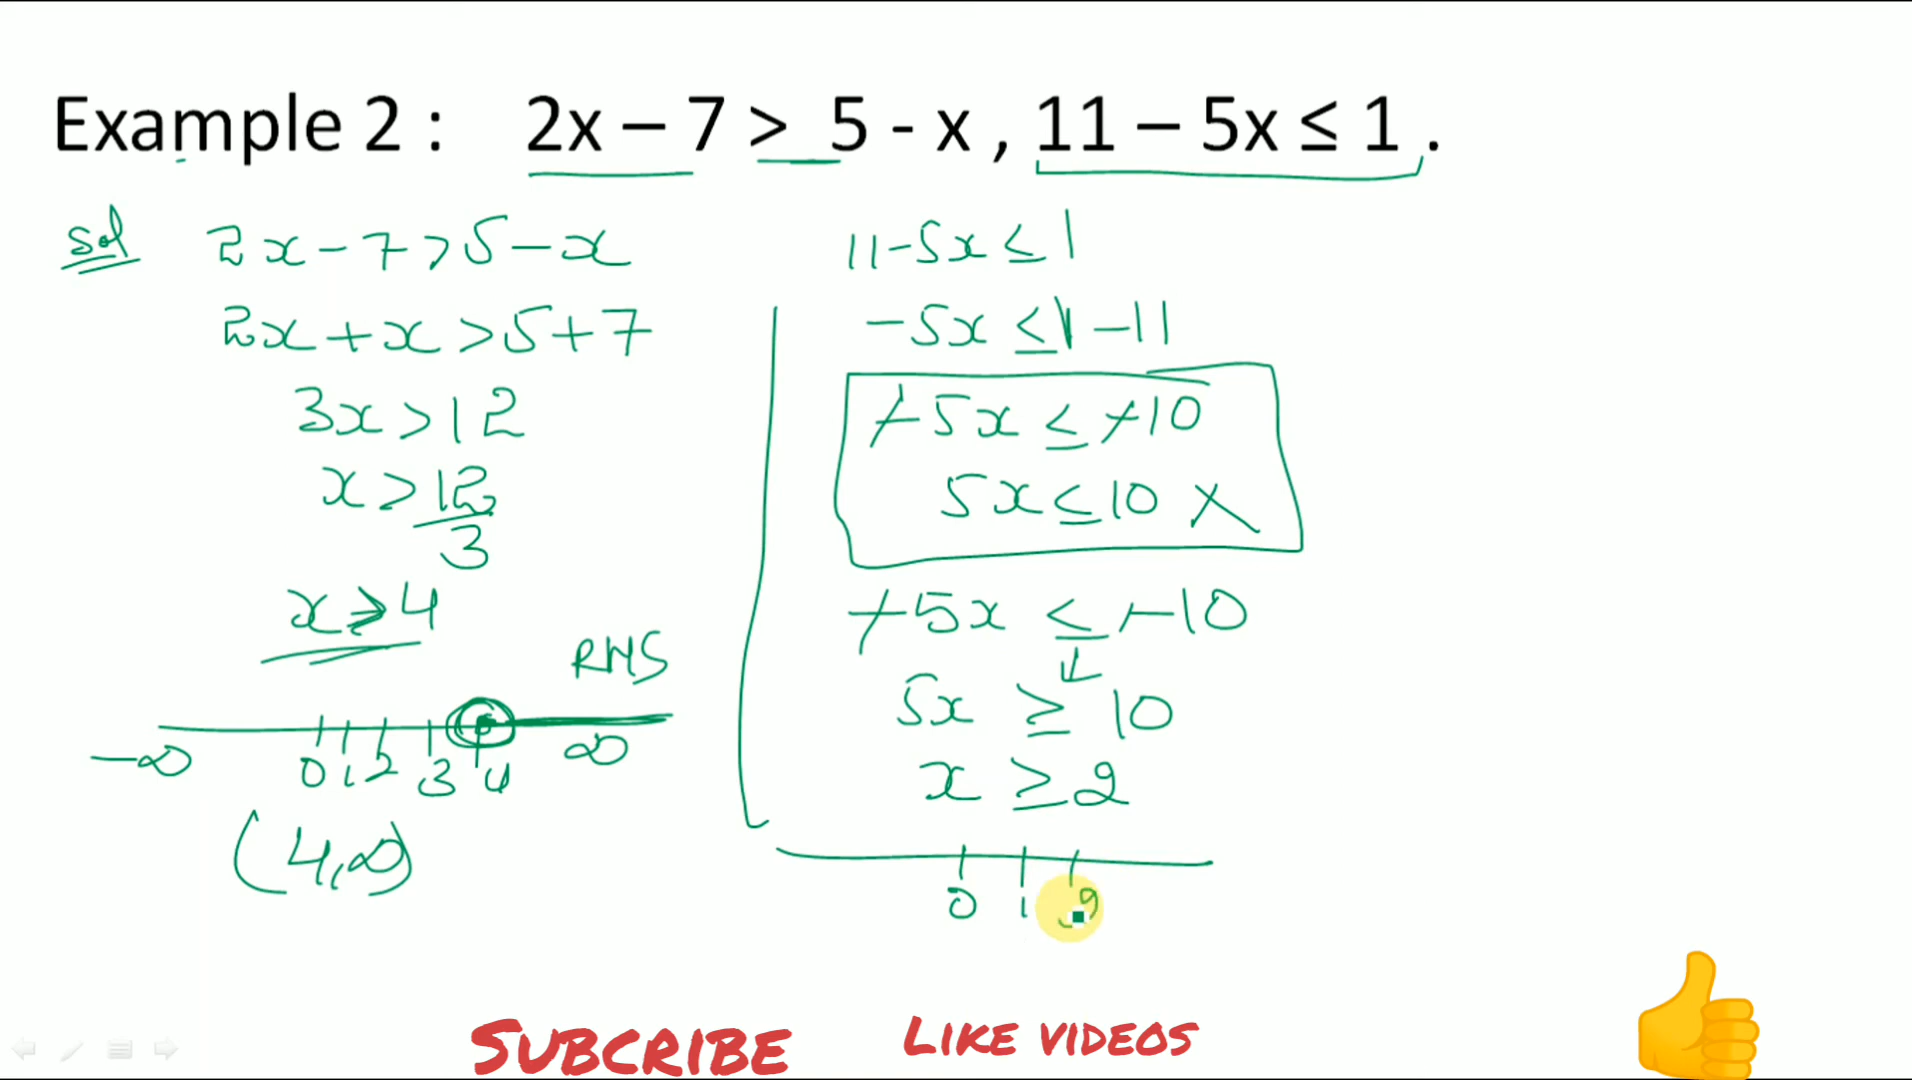 Example 2 : 2x – 7 > 5 - x , 11 – 5x ≤ 1 .
sol 2x - 7 > 5 - x
2x + x > 5 + 7
3x > 12
x > 12/3
x > 4
RHS
-∞ 0 1 2 3 4 ∞
(4, ∞)
11 - 5x ≤ 1
-5x ≤ 1 - 11
-5x ≤ -10
5x ≤ 10 X
-5x ≤ -10
5x ≥ 10
x ≥ 2
0 1 2
SUBCRIBE LIKE VIDEOS